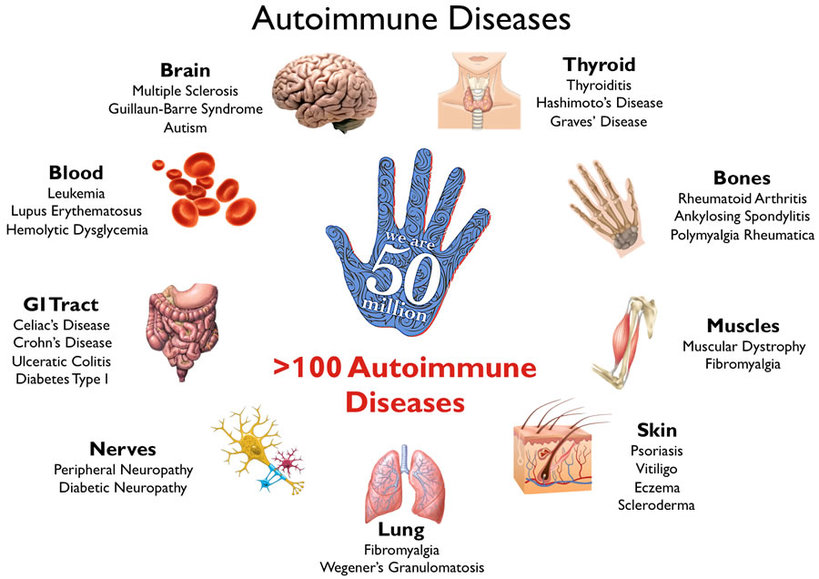 Autoimmune Diseases
Brain
Multiple Sclerosis
Guillaun-Barre Syndrome
Autism
Thyroid
Thyroiditis
Hashimoto's Disease
Graves' Disease
Blood
Leukemia
Lupus Erythematosus
Hemolytic Dysglycemia
Bones
Rheumatoid Arthritis
Ankylosing Spondylitis
Polymyalgia Rheumatica
we are
50
million
GI Tract
Celiac's Disease
Crohn's Disease
Ulceratic Colitis
Diabetes Type I
Muscles
Muscular Dystrophy
Fibromyalgia
>100 Autoimmune
Diseases
Nerves
Peripheral Neuropathy
Diabetic Neuropathy
Skin
Psoriasis
Vitiligo
Eczema
Scleroderma
Lung
Fibromyalgia
Wegener's Granulomatosis